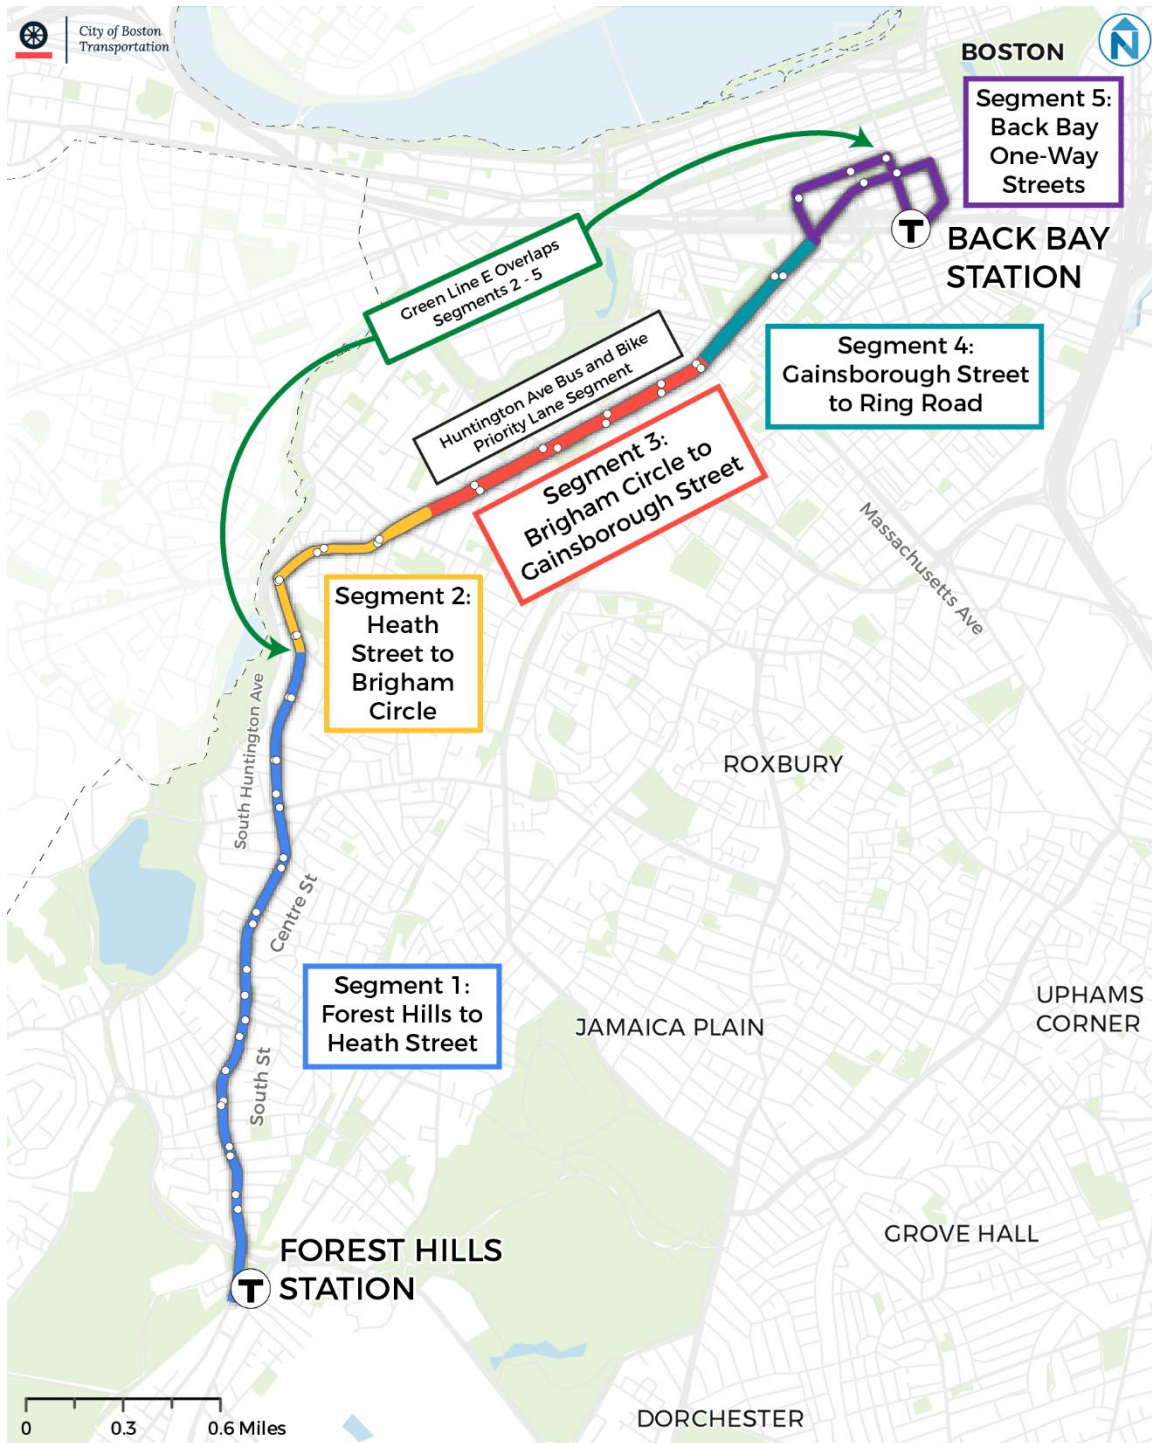 City of Boston
Transportation
N
BOSTON
Segment 5:
Back Bay
One-Way
Streets
T
BACK BAY
STATION
Green Line E Overlaps
Segments 2 - 5
Huntington Ave Bus and Bike
Priority Lane Segment
Segment 4:
Gainsborough Street
to Ring Road
Segment 3:
Brigham Circle to
Gainsborough Street
Massachusetts Ave
Segment 2:
Heath
Street to
Brigham
Circle
South Huntington Ave
ROXBURY
Centre St
Segment 1:
Forest Hills to
Heath Street
JAMAICA PLAIN
UPHAMS
CORNER
South St
GROVE HALL
FOREST HILLS
STATION
T
0 0.3 0.6 Miles
DORCHESTER